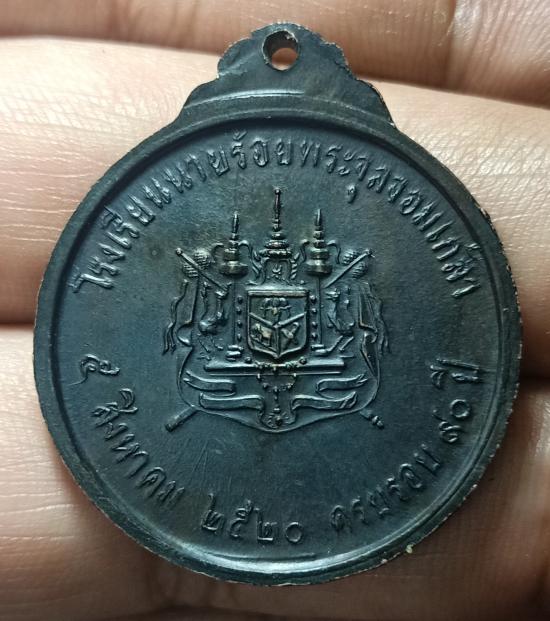 โรงเรียนนายร้อยพระจุลจอมเกล้า
๕ สิงหาคม ๒๕๒๐ ครบรอบ ๙๐ ปี